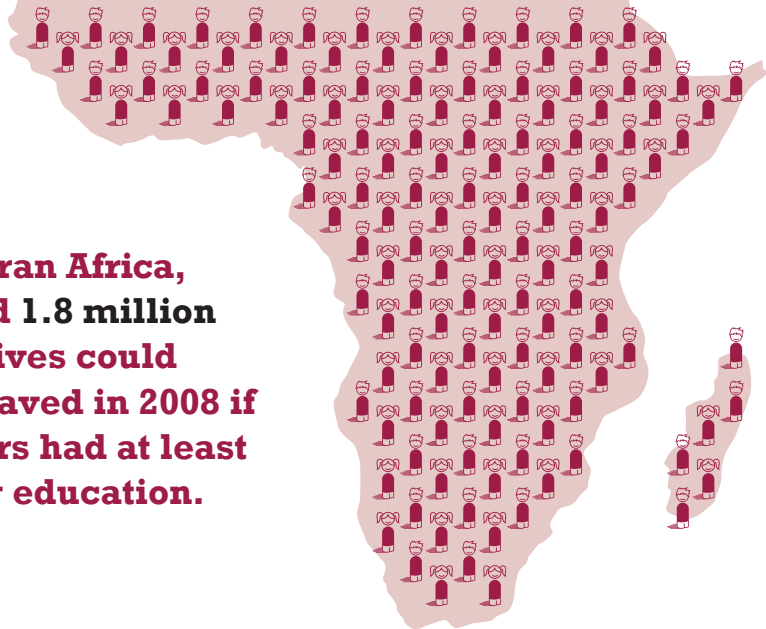 ran Africa,
1.8 million
ives could
aved in 2008 if
rs had at least
education.